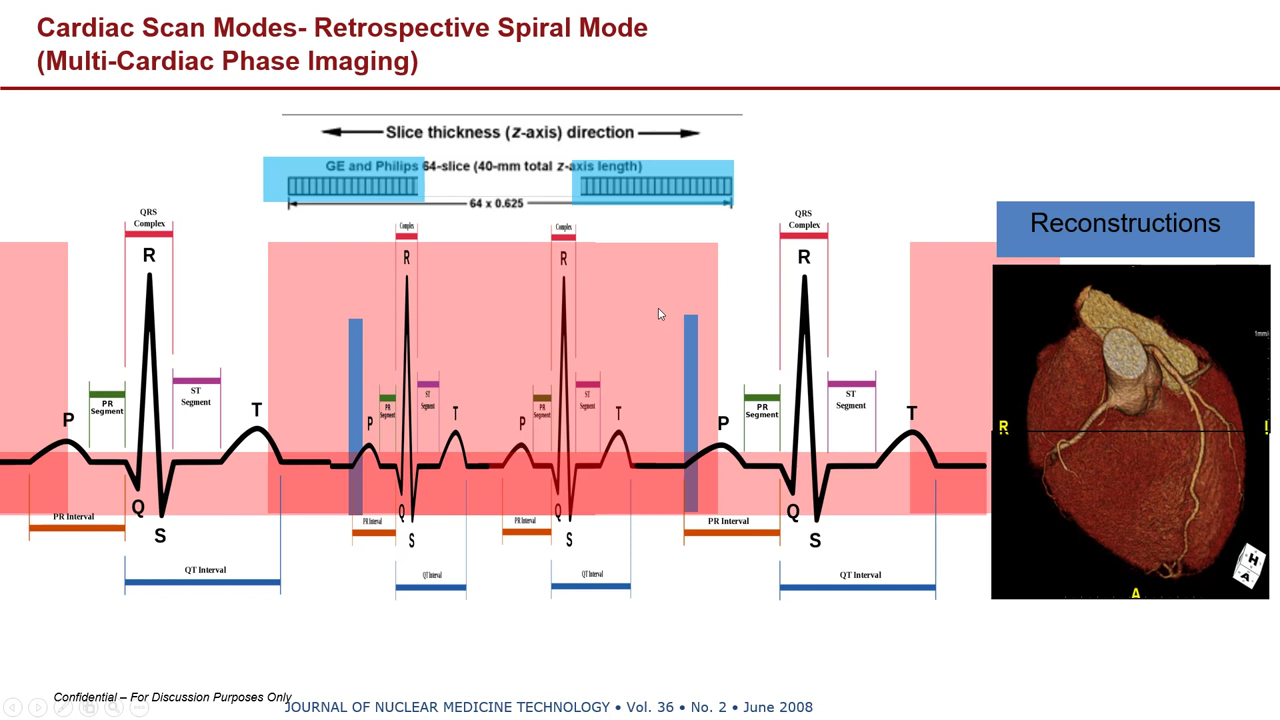 Cardiac Scan Modes- Retrospective Spiral Mode
(Multi-Cardiac Phase Imaging)
Slice thickness (z-axis) direction
GE and Philips 64-slice (40-mm total z-axis length)
64 x 0.625
QRS
Complex
R
P
PR
Segment
ST
Segment
T
Q
S
PR Interval
QT Interval
Complex
R
P
PR
Segment
ST
Segment
T
Q
S
PR Interval
QT Interval
Complex
R
P
PR
Segment
ST
Segment
T
Q
S
PR Interval
QT Interval
QRS
Complex
R
P
PR
Segment
ST
Segment
T
Q
S
PR Interval
QT Interval
Reconstructions
R
A
H
A
Confidential – For Discussion Purposes Only
JOURNAL OF NUCLEAR MEDICINE TECHNOLOGY • Vol. 36 • No. 2 • June 2008